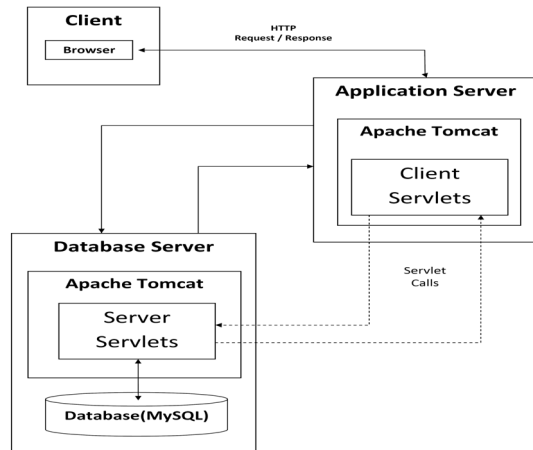 Client
Browser
HTTP
Request / Response
Application Server
Apache Tomcat
Client
Servlets
Database Server
Apache Tomcat
Server
Servlets
Database(MySQL)
Servlet
Calls